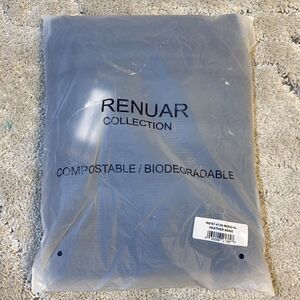 RENUAR
COLLECTION
COMPOSTABLE / BIODEGRADABLE